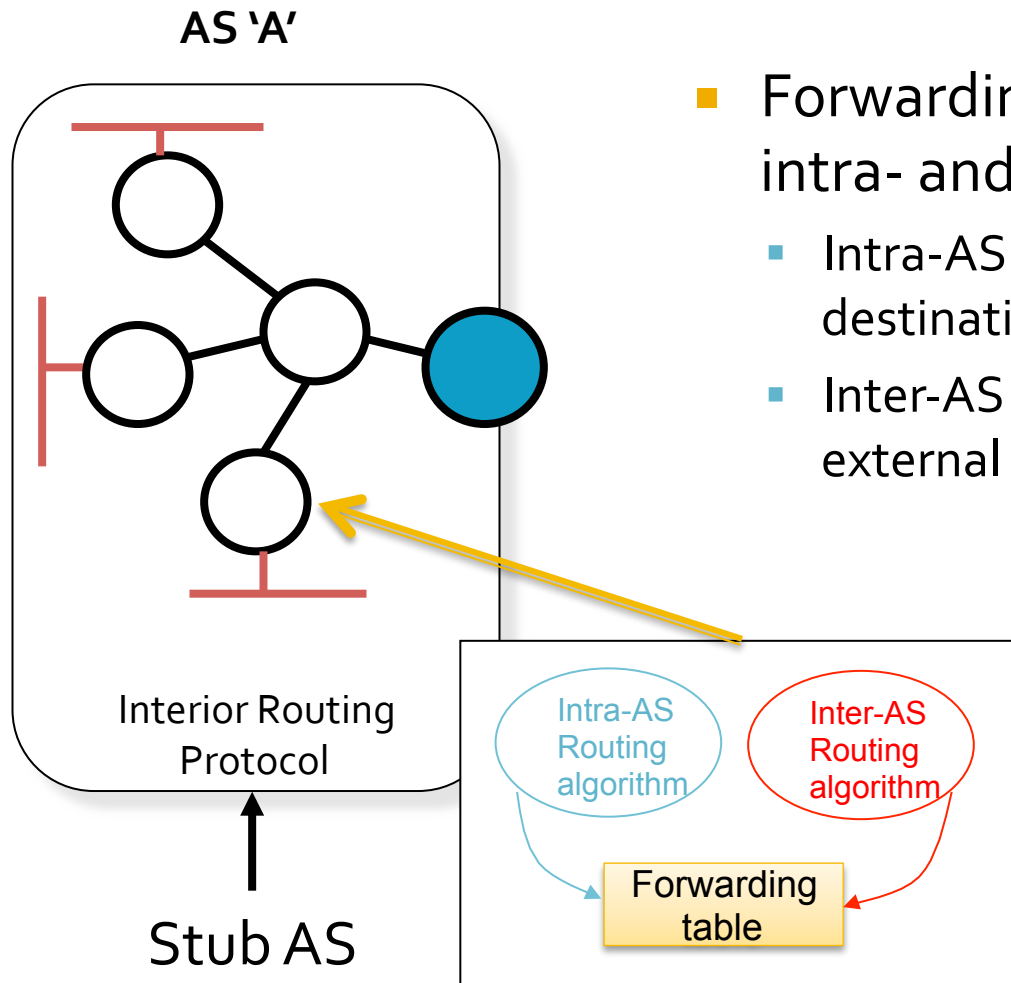 AS ‘A’
Forwardin
intra- and
Intra-AS
destinati
Inter-AS
external
Interior Routing
Protocol
Stub AS
Intra-AS
Routing
algorithm
Inter-AS
Routing
algorithm
Forwarding
table